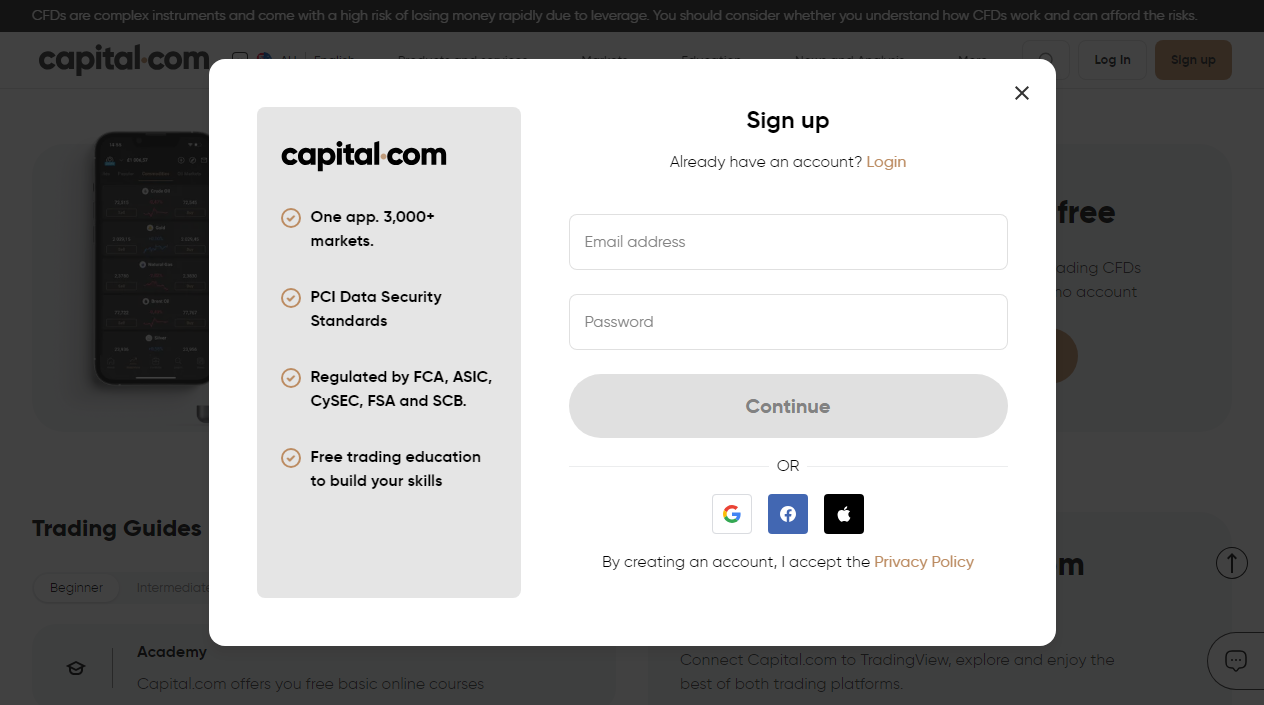 CFDs are complex instruments and come with a high risk of losing money rapidly due to leverage. You should consider whether you understand how CFDs work and can afford the risks.
capital.com
Log In
Sign up
capital.com
One app. 3,000+
markets.
PCI Data Security
Standards
Regulated by FCA, ASIC,
CySEC, FSA and SCB.
Free trading education
to build your skills
Sign up
Already have an account? Login
Email address
Password
Continue
OR
By creating an account, I accept the Privacy Policy
free
ading CFDs
no account
Trading Guides
Beginner
Intermediate
Academy
Capital.com offers you free basic online courses
m
Connect Capital.com to TradingView, explore and enjoy the
best of both trading platforms.